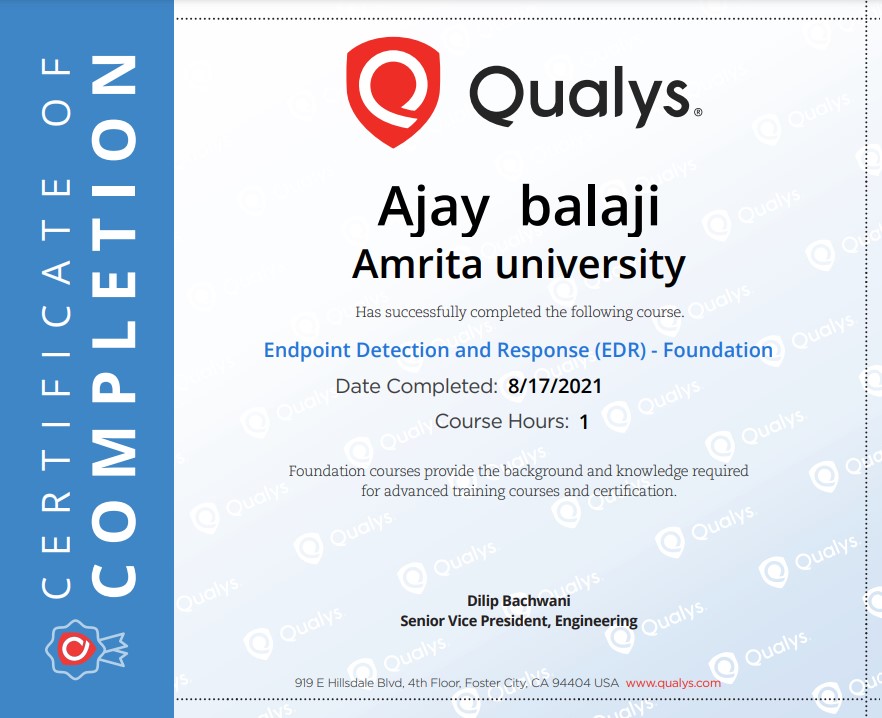 CERTIFICATE OF
COMPLETION
Qualys®
Ajay balaji
Amrita university
Has successfully completed the following course.
Endpoint Detection and Response (EDR) - Foundation
Date Completed: 8/17/2021
Course Hours: 1
Foundation courses provide the background and knowledge required
for advanced training courses and certification.
Dilip Bachwani
Senior Vice President, Engineering
919 E Hillsdale Blvd, 4th Floor, Foster City, CA 94404 USA www.qualys.com